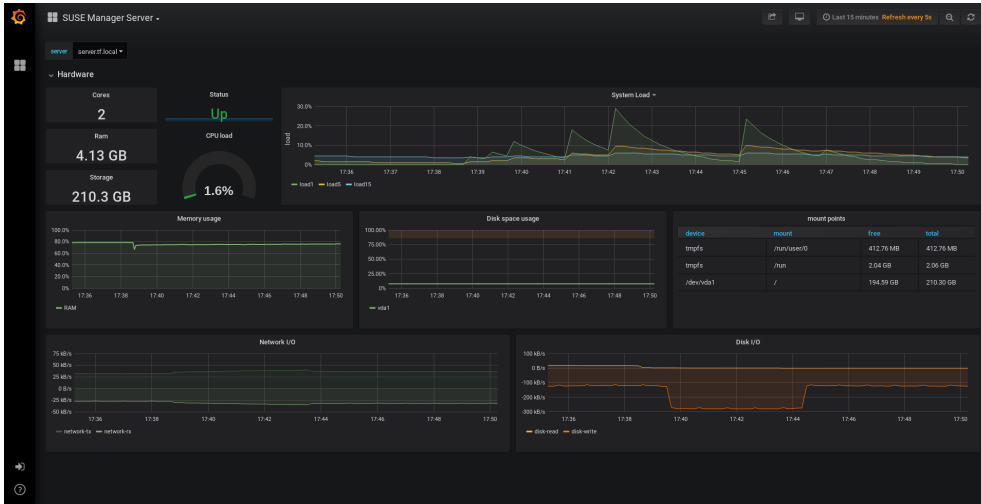 SUSE Manager Server
Last 15 minutes Refresh every 5s
server server.tf.local
Hardware
Cores
2
Status
Up
Ram
4.13 GB
CPU load
1.6%
Storage
210.3 GB
System Load
load
30.0%
20.0%
10.0%
0%
17:36 17:37 17:38 17:39 17:40 17:41 17:42 17:43 17:44 17:45 17:46 17:47 17:48 17:49 17:50
load1 load5 load15
Memory usage
100.0%
80.0%
60.0%
40.0%
20.0%
0%
17:36 17:38 17:40 17:42 17:44 17:46 17:48 17:50
RAM
Disk space usage
100.00%
75.00%
50.00%
25.00%
0%
17:36 17:38 17:40 17:42 17:44 17:46 17:48 17:50
vda1
mount points
device mount free total
tmpfs /run/user/0 412.76 MB 412.76 MB
tmpfs /run 2.04 GB 2.06 GB
/dev/vda1 / 194.59 GB 210.30 GB
Network I/O
75 kB/s
50 kB/s
25 kB/s
0 B/s
-25 kB/s
-50 kB/s
17:36 17:38 17:40 17:42 17:44 17:46 17:48 17:50
network-tx network-rx
Disk I/O
100 kB/s
0 B/s
-100 kB/s
-200 kB/s
-300 kB/s
17:36 17:38 17:40 17:42 17:44 17:46 17:48 17:50
disk-read disk-write